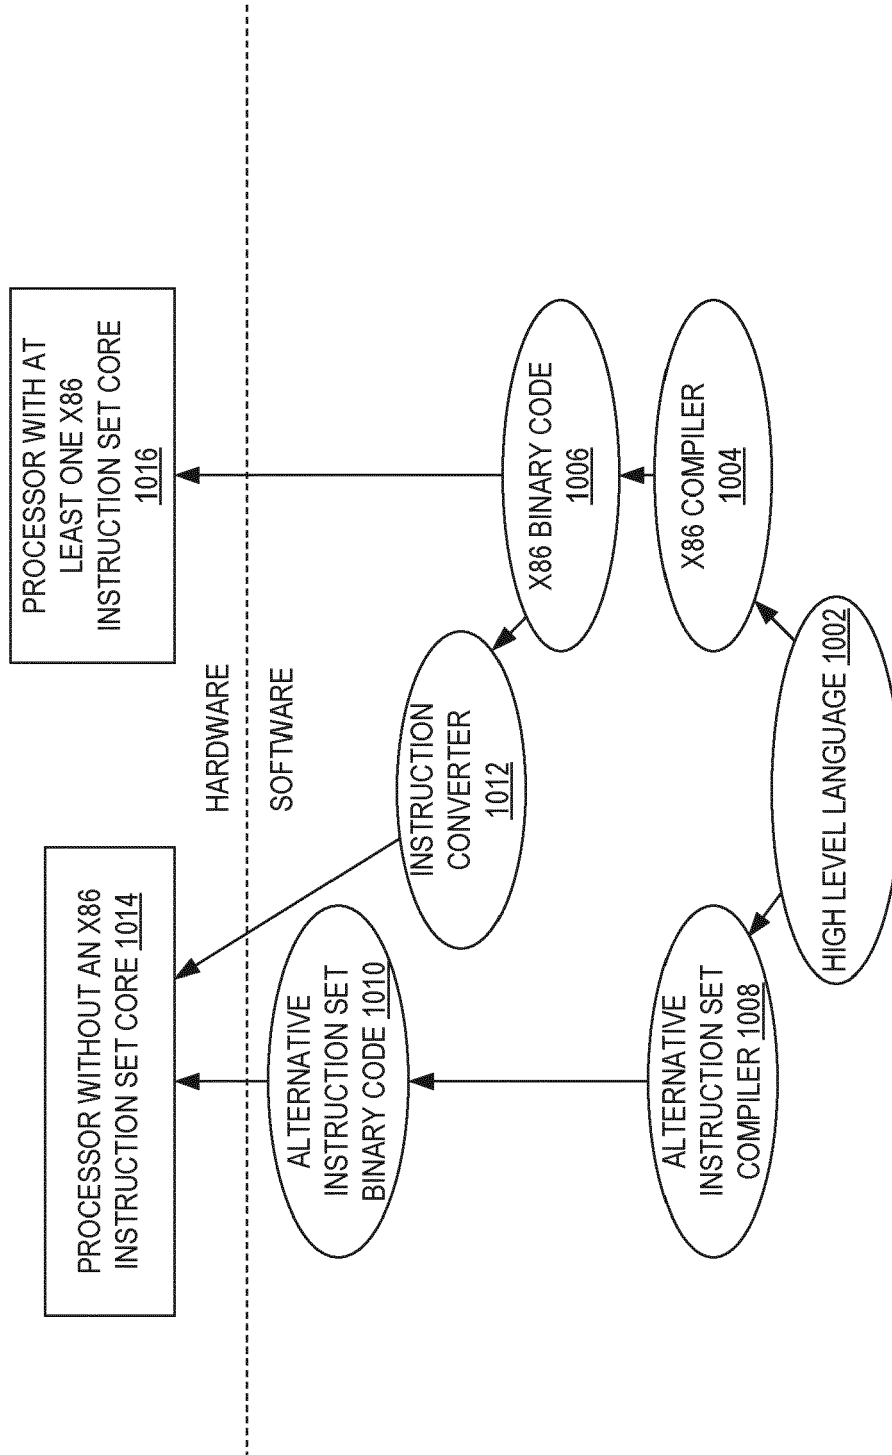 PROCESSOR WITHOUT AN X86
INSTRUCTION SET CORE 1014
PROCESSOR WITH AT
LEAST ONE X86
INSTRUCTION SET CORE
1016
HARDWARE
SOFTWARE
ALTERNATIVE
INSTRUCTION SET
BINARY CODE 1010
INSTRUCTION
CONVERTER
1012
X86 BINARY CODE
1006
ALTERNATIVE
INSTRUCTION SET
COMPILER 1008
X86 COMPILER
1004
HIGH LEVEL LANGUAGE 1002